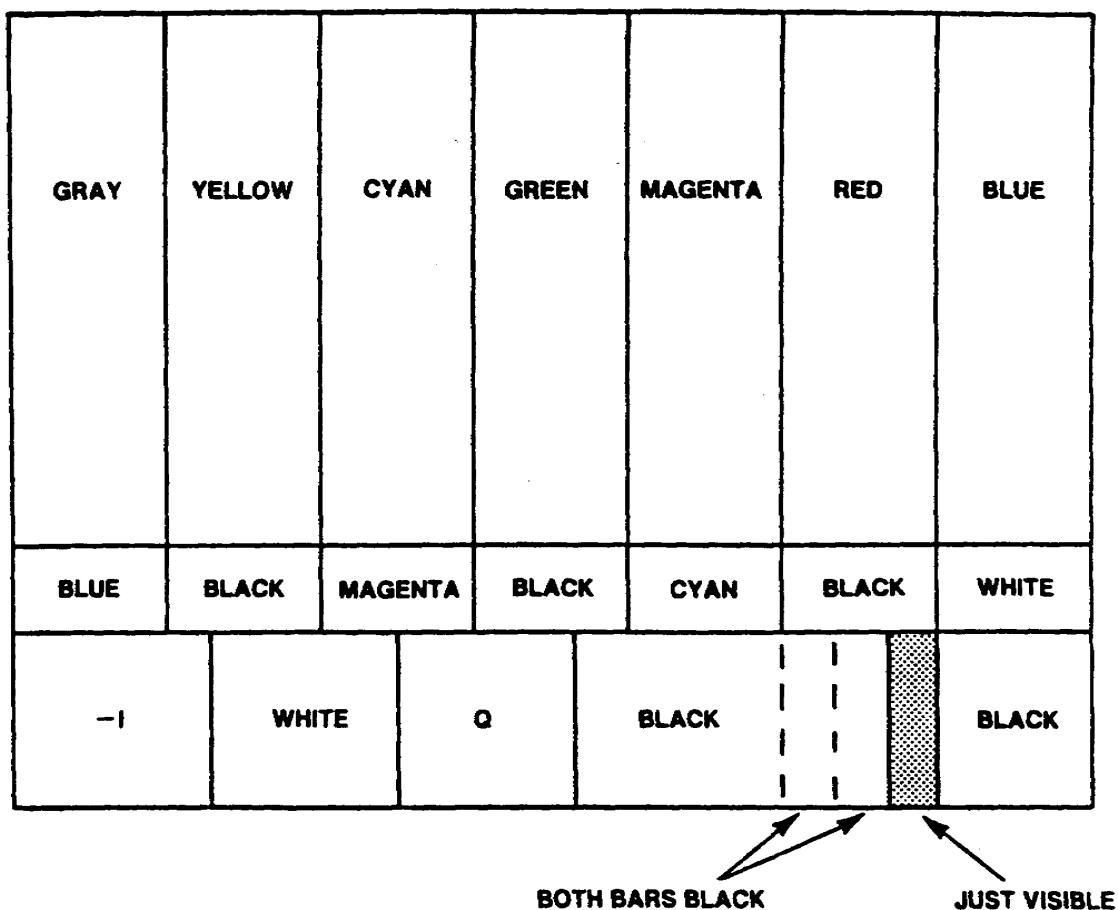 GRAY YELLOW CYAN GREEN MAGENTA RED BLUE
BLUE BLACK MAGENTA BLACK CYAN BLACK WHITE
−I WHITE Q BLACK BLACK
BOTH BARS BLACK JUST VISIBLE